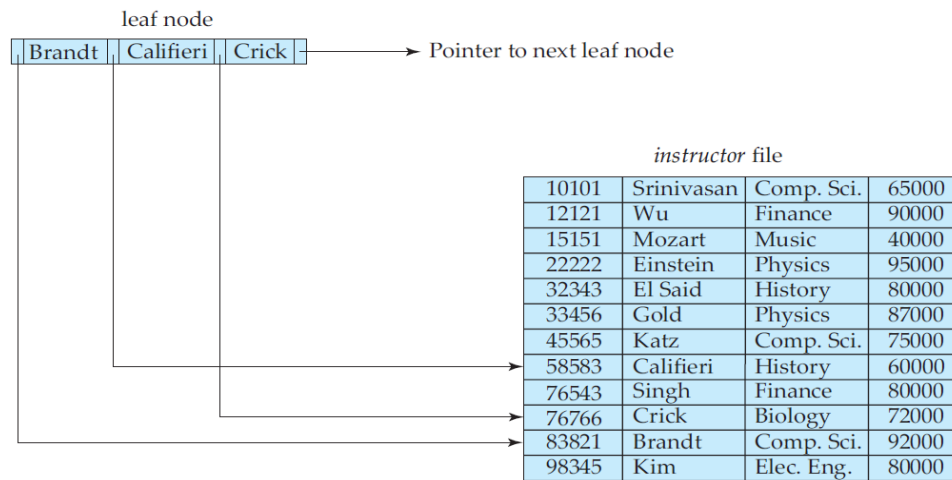 leaf node
Brandt Califieri Crick Pointer to next leaf node
instructor file
10101 Srinivasan Comp. Sci. 65000
12121 Wu Finance 90000
15151 Mozart Music 40000
22222 Einstein Physics 95000
32343 El Said History 80000
33456 Gold Physics 87000
45565 Katz Comp. Sci. 75000
58583 Califieri History 60000
76543 Singh Finance 80000
76766 Crick Biology 72000
83821 Brandt Comp. Sci. 92000
98345 Kim Elec. Eng. 80000